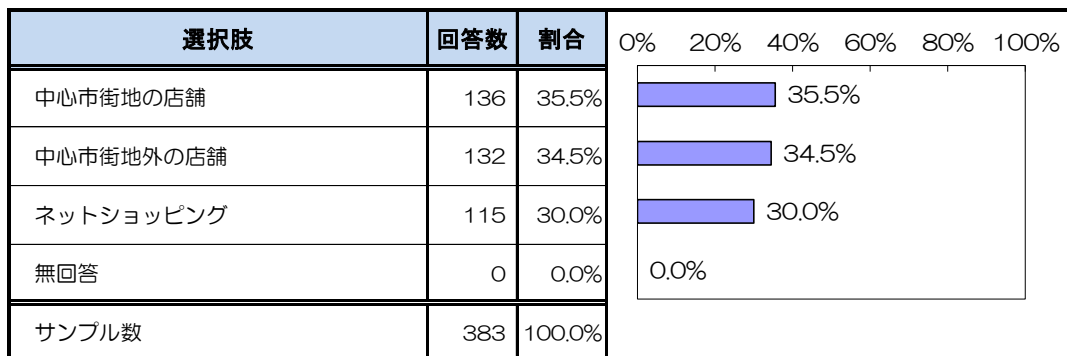 選択肢 回答数 割合 0% 20% 40% 60% 80% 100%
中心市街地の店舗 136 35.5% 35.5%
中心市街地外の店舗 132 34.5% 34.5%
ネットショッピング 115 30.0% 30.0%
無回答 0 0.0% 0.0%
サンプル数 383 100.0%